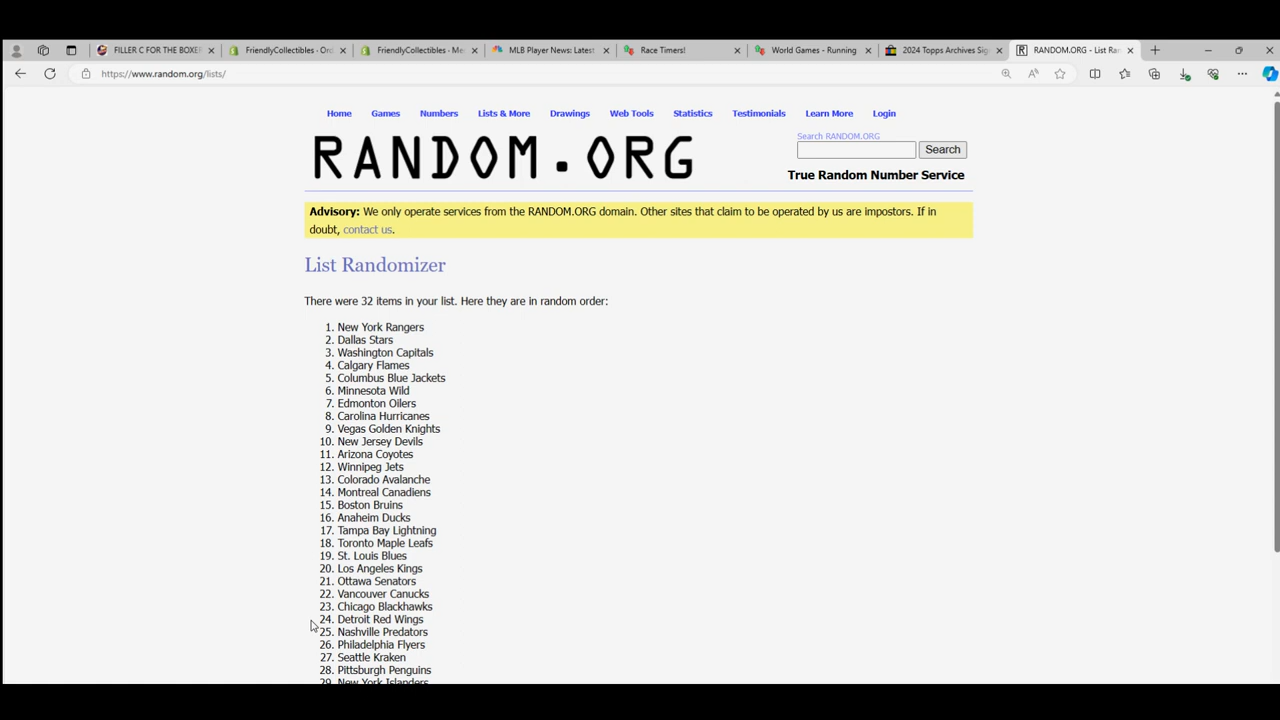 FILLER C FOR THE BOXER
FriendlyCollectibles - Or
FriendlyCollectibles - Me
MLB Player News: Latest
Race Timers!
World Games - Running
2024 Topps Archives Sig
RANDOM.ORG - List Ran
https://www.random.org/lists/
Home Games Numbers Lists & More Drawings Web Tools Statistics Testimonials Learn More Login
RANDOM.ORG
Search RANDOM.ORG
Search
True Random Number Service
Advisory: We only operate services from the RANDOM.ORG domain. Other sites that claim to be operated by us are impostors. If in
doubt, contact us.
List Randomizer
There were 32 items in your list. Here they are in random order:
1. New York Rangers
2. Dallas Stars
3. Washington Capitals
4. Calgary Flames
5. Columbus Blue Jackets
6. Minnesota Wild
7. Edmonton Oilers
8. Carolina Hurricanes
9. Vegas Golden Knights
10. New Jersey Devils
11. Arizona Coyotes
12. Winnipeg Jets
13. Colorado Avalanche
14. Montreal Canadiens
15. Boston Bruins
16. Anaheim Ducks
17. Tampa Bay Lightning
18. Toronto Maple Leafs
19. St. Louis Blues
20. Los Angeles Kings
21. Ottawa Senators
22. Vancouver Canucks
23. Chicago Blackhawks
24. Detroit Red Wings
25. Nashville Predators
26. Philadelphia Flyers
27. Seattle Kraken
28. Pittsburgh Penguins
29. New York Islanders